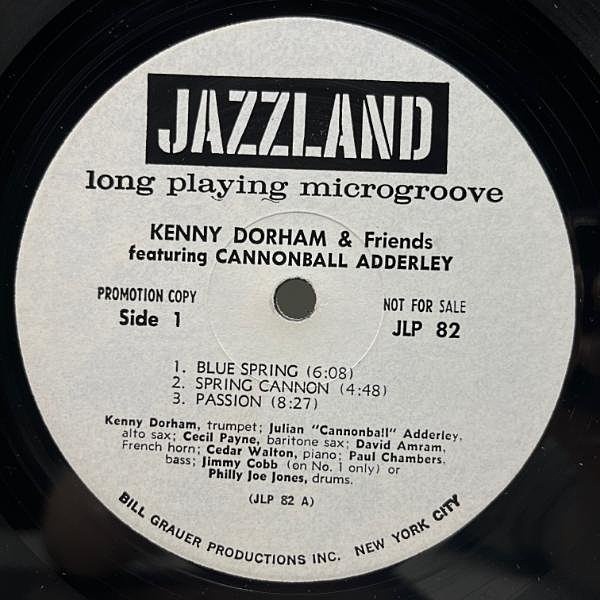 JAZZLAND
long playing microgroove
KENNY DORHAM & Friends
featuring CANNONBALL ADDERLEY
PROMOTION COPY
Side 1
NOT FOR SALE
JLP 82
1. BLUE SPRING (6:08)
2. SPRING CANNON (4:48)
3. PASSION (8:27)
Kenny Dorham, trumpet; Julian "Cannonball" Adderley,
alto sax; Cecil Payne, baritone sax; David Amram,
French horn; Cedar Walton, piano; Paul Chambers,
bass; Jimmy Cobb (on No. 1 only) or
Philly Joe Jones, drums.
(JLP 82 A)
BILL GRAUER PRODUCTIONS INC. NEW YORK CITY